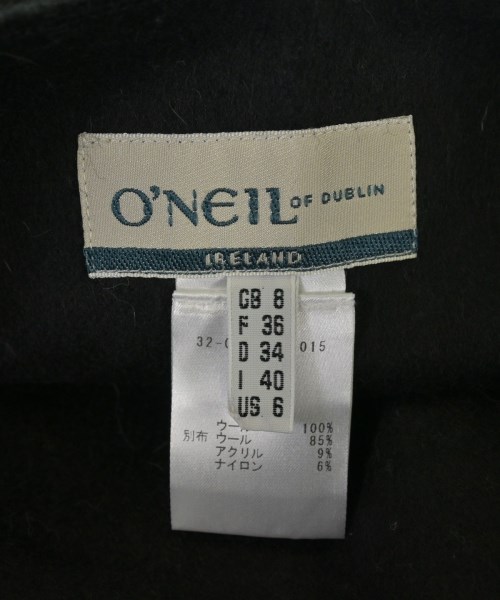 O'NEIL OF DUBLIN
IRELAND
GB 8
F 36
D 34
I 40
US 6
32-0 015
ウール 100%
別布 ウール 85%
アクリル 9%
ナイロン 6%